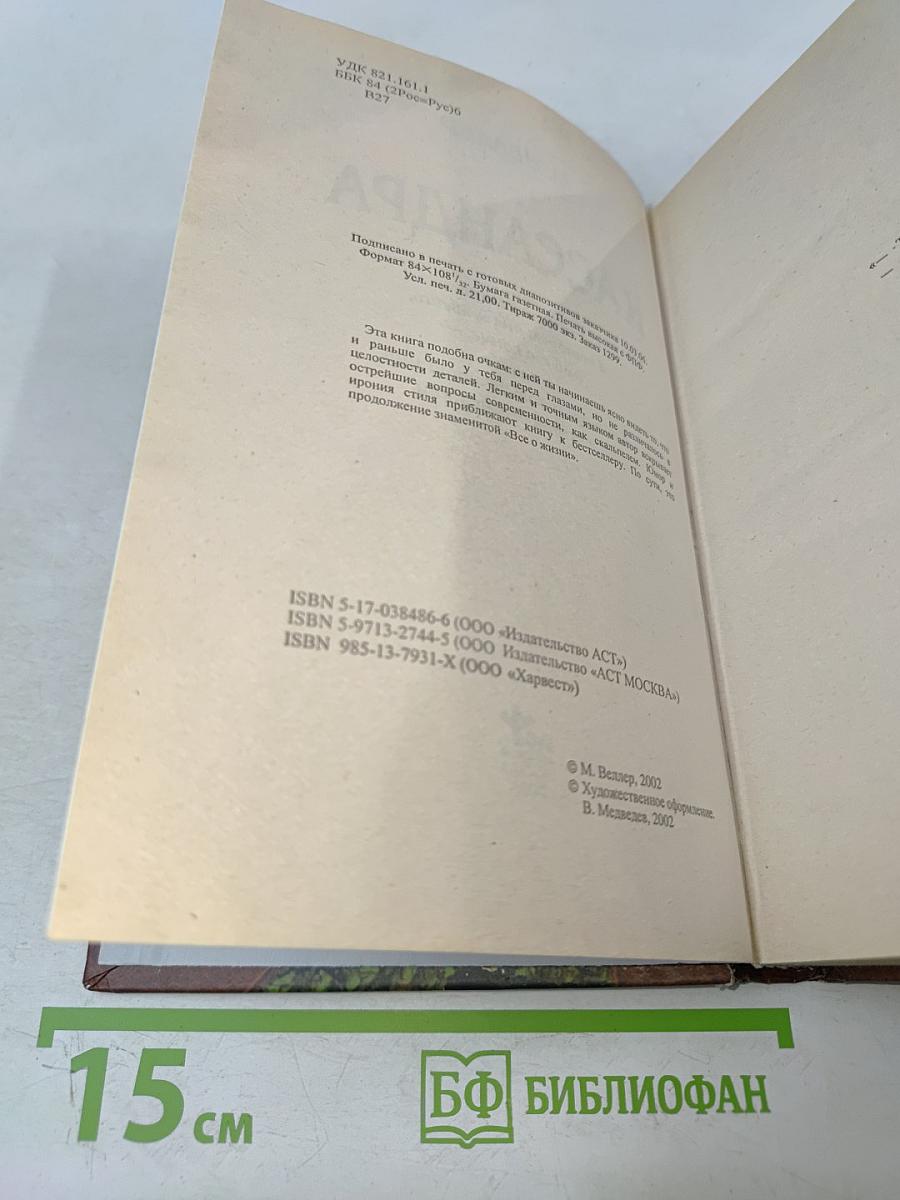 УДК 821.161.1
ББК 84 (2Рос=Рус)6
В27
Подписано в печать с готовых диапозитивов заказчика 10.03.06.
Формат 84×108¹/₃₂. Бумага газетная. Печать высокая с ФПФ.
Усл. печ. л. 21,00. Тираж 7000 экз. Заказ 1299.
Эта книга подобна очкам: с ней ты начинаешь ясно видеть то, что
и раньше было у тебя перед глазами, но не различалось в
целостности деталей. Легким и точным языком автор вскрывает
острейшие вопросы современности, как скальпелем. Юмор и
ирония стиля приближают книгу к бестселлеру. По сути, это
продолжение знаменитой «Все о жизни».
ISBN 5-17-038486-6 (ООО «Издательство АСТ»)
ISBN 5-9713-2744-5 (ООО Издательство «АСТ МОСКВА»)
ISBN 985-13-7931-X (ООО «Харвест»)
© М. Веллер, 2002
© Художественное оформление.
В. Медведев, 2002
15 см
БФ БИБЛИОФАН